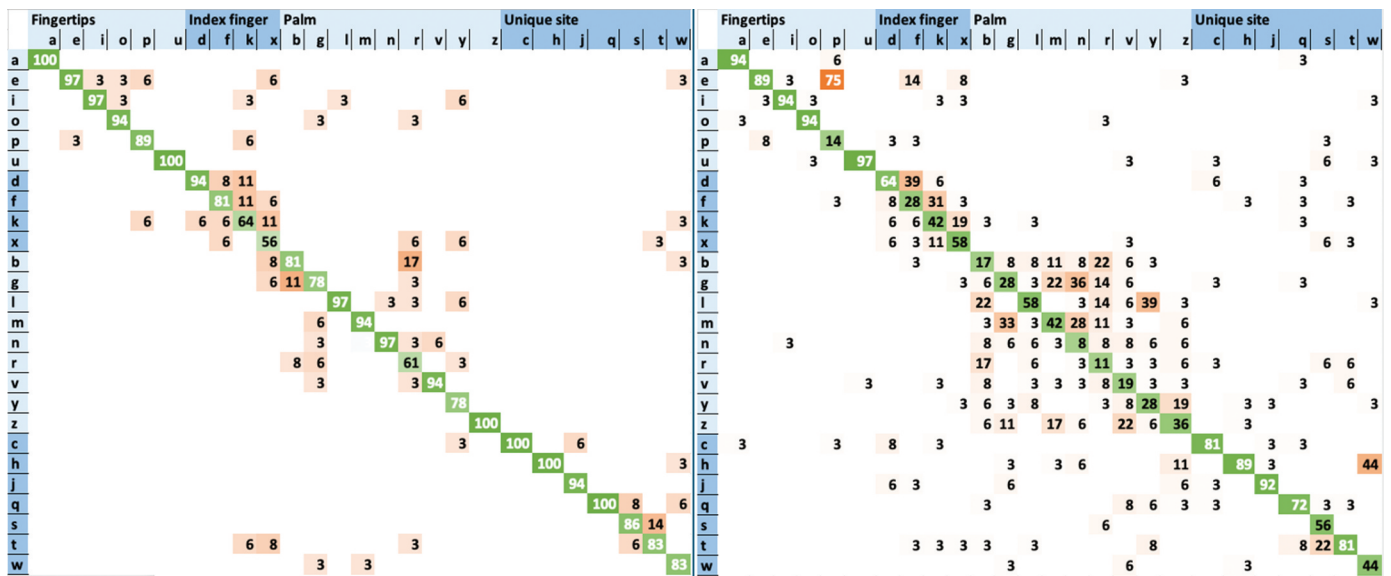 Fingertips Index finger Palm Unique site
a e i o p u d f k x b g l m n r v y z c h j q s t w
a 100
e 97 3 3 6 6 3
i 97 3 3 3 6
o 94 3 3
p 3 89 6
u 100
d 94 8 11
f 81 11 6
k 6 6 6 64 11 3
x 6 56 6 6 3
b 8 81 17 3
g 6 11 78 3
l 97 3 3 6
m 6 94
n 3 97 3 6
r 8 6 61 3
v 3 3 94
y 78
z 100
c 3 100 6
h 100 3
j 94
q 100 8 6
s 86 14
t 6 8 3 6 83
w 3 3 83
Fingertips Index finger Palm Unique site
a e i o p u d f k x b g l m n r v y z c h j q s t w
a 94 6 3
e 89 3 75 14 8 3
i 3 94 3 3 3 3
o 3 94 3
p 8 14 3 3 3
u 3 97 3 3 6 3
d 64 39 6 6 3
f 3 8 28 31 3 3 3 3
k 6 6 42 19 3 3 3
x 6 3 11 58 3 6 3
b 3 17 8 8 11 8 22 6 3
g 3 6 28 3 22 36 14 6 3 3
l 22 58 3 14 6 39 3 3
m 3 33 3 42 28 11 3 6
n 3 8 6 6 3 8 8 8 6 6
r 17 6 3 11 3 3 6 3 6 6
v 3 3 8 3 3 3 8 19 3 3 3 6
y 3 6 3 8 3 8 28 19 3 3 3
z 6 11 17 6 22 6 36 3
c 3 3 8 3 81 3 3
h 3 3 6 11 89 3 44
j 6 3 6 6 3 92
q 3 8 6 3 3 72 3 3
s 6 56
t 3 3 3 3 3 8 8 22 81
w 3 6 3 44